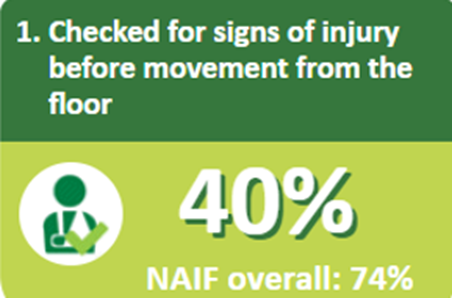 1. Checked for signs of injury
before movement from the
floor
40%
NAIF overall: 74%